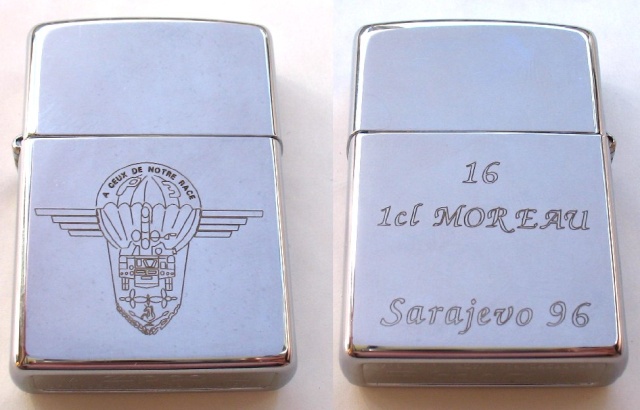 A CEUX DE NOTRE RACE
16
1cl MOREAU
Sarajevo 96